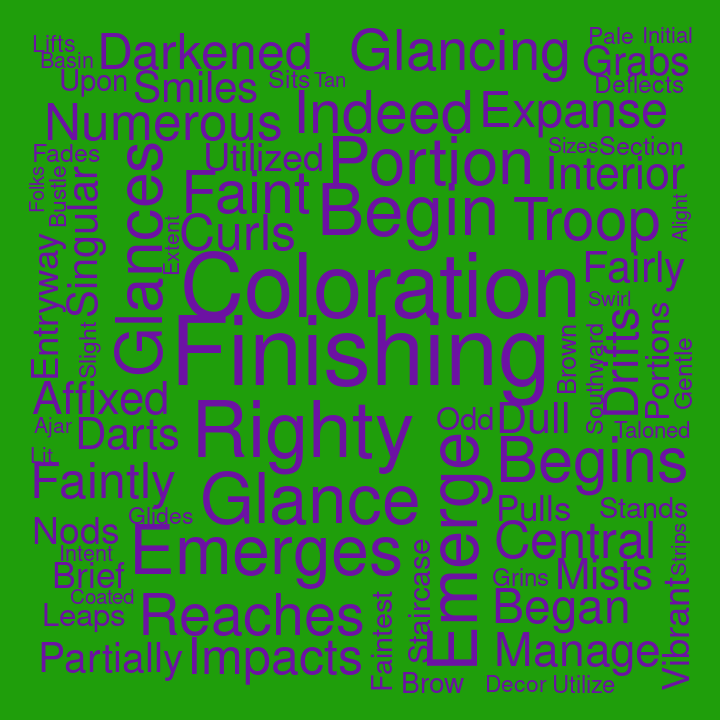 Lifts
Darkened
Glancing
Pale
Initial
Basin
Grabs
Upon
Smiles
Sits
Tan
Deflects
Numerous
Indeed
Expanse
Fades
Utilized
Portion
Sizes
Section
Interior
Folks
Bustle
Singular
Glances
Faint
Begin
Troop
Alight
Extent
Curls
Entryway
Coloration
Fairly
Swirl
Slight
Finishing
Brown
Southward
Drifts
Portions
Gentle
Affixed
Righty
Odd
Dull
Ajar
Darts
Taloned
Lit
Faintly
Glance
Emerge
Begins
Glides
Pulls
Stands
Nods
Emerges
Central
Strips
Intent
Brief
Grins
Mists
Coated
Leaps
Reaches
Faintest
Staircase
Began
Vibrant
Partially
Impacts
Manage
Brow
Decor
Utilize